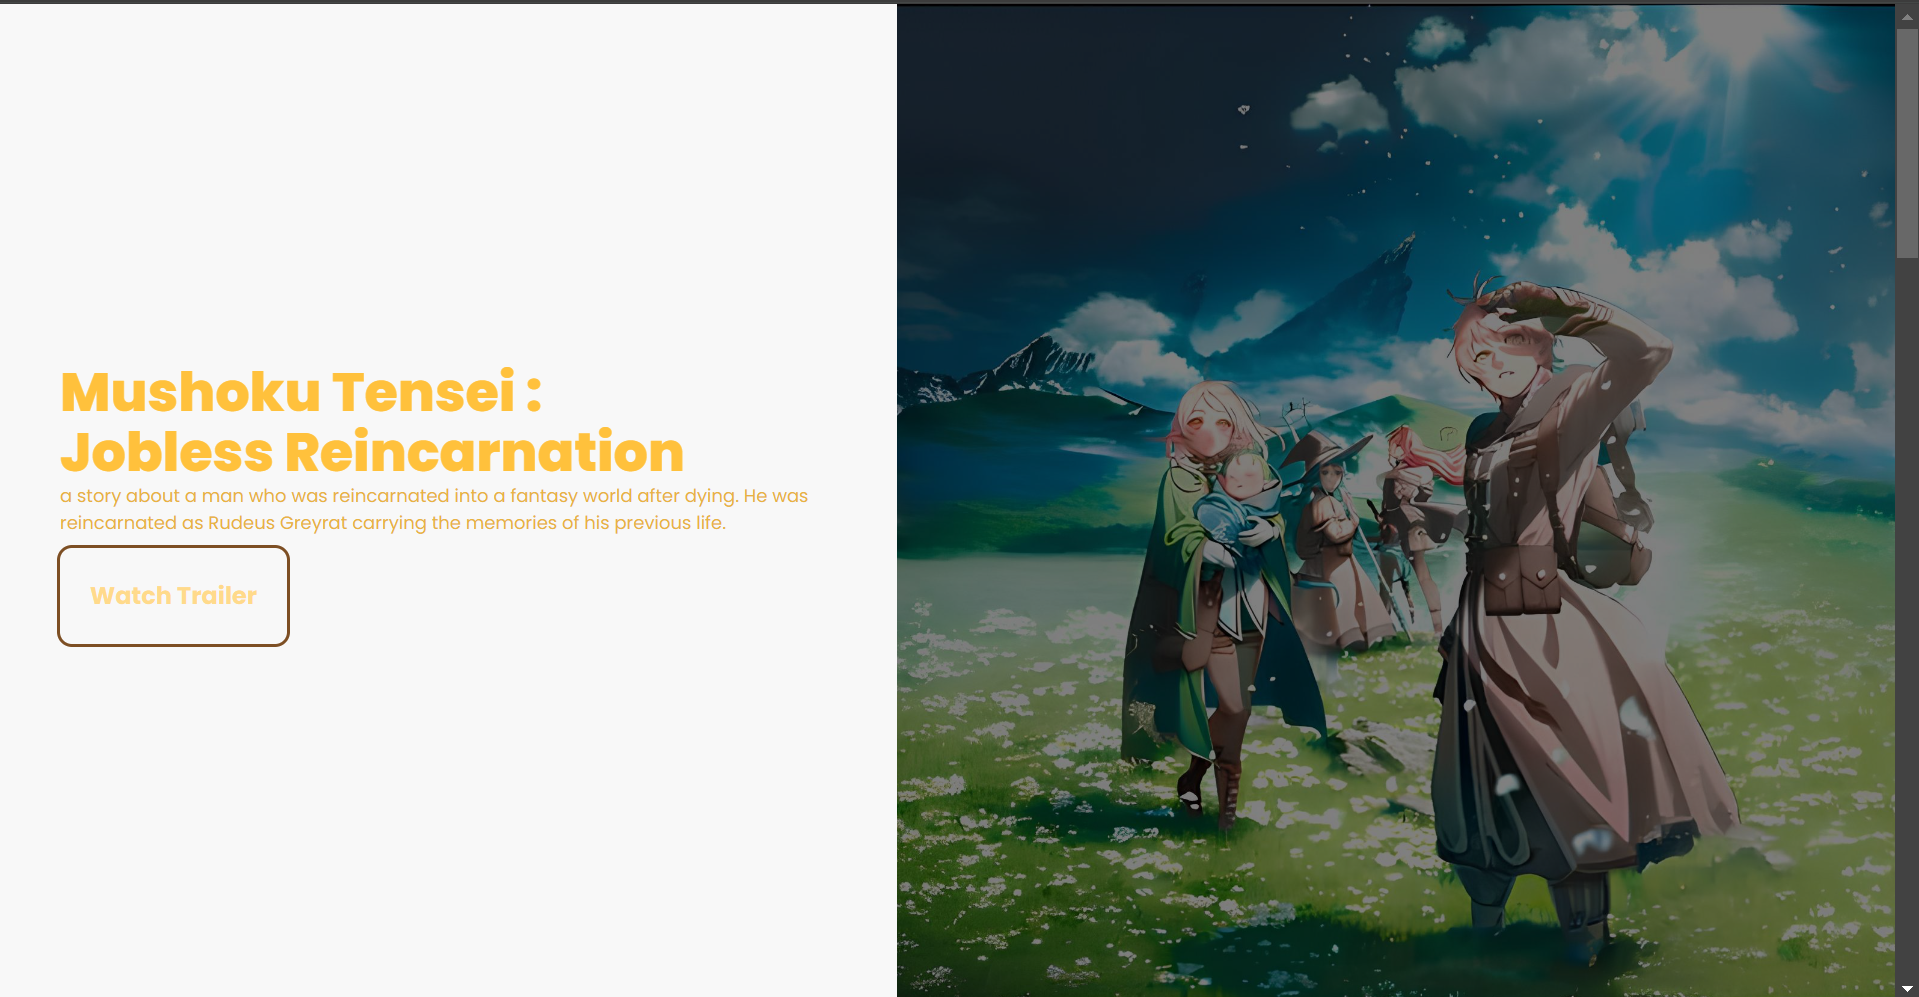 Mushoku Tensei :
Jobless Reincarnation
a story about a man who was reincarnated into a fantasy world after dying. He was
reincarnated as Rudeus Greyrat carrying the memories of his previous life.
Watch Trailer